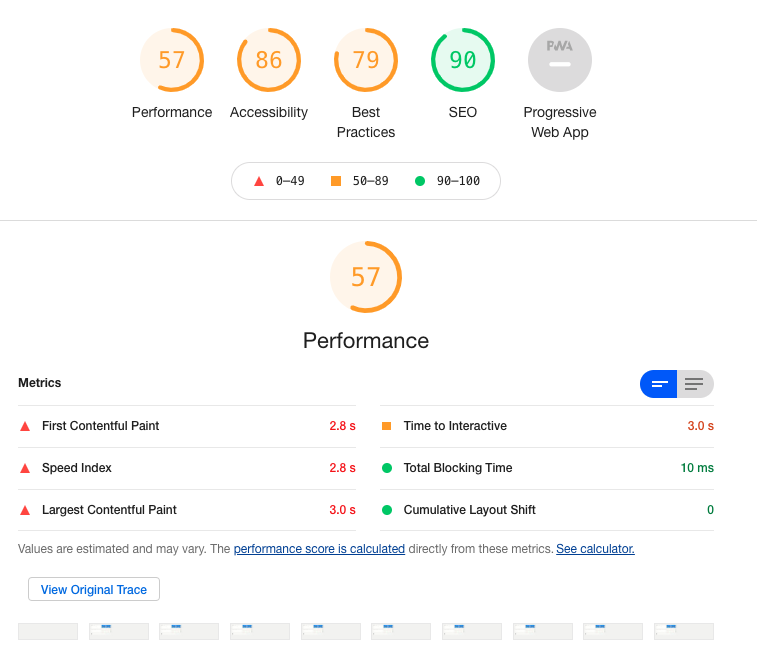 57 86 79 90 PWA
Performance Accessibility Best Practices SEO Progressive Web App
0–49 50–89 90–100
57
Performance
Metrics
First Contentful Paint 2.8 s
Time to Interactive 3.0 s
Speed Index 2.8 s
Total Blocking Time 10 ms
Largest Contentful Paint 3.0 s
Cumulative Layout Shift 0
Values are estimated and may vary. The performance score is calculated directly from these metrics. See calculator.
View Original Trace